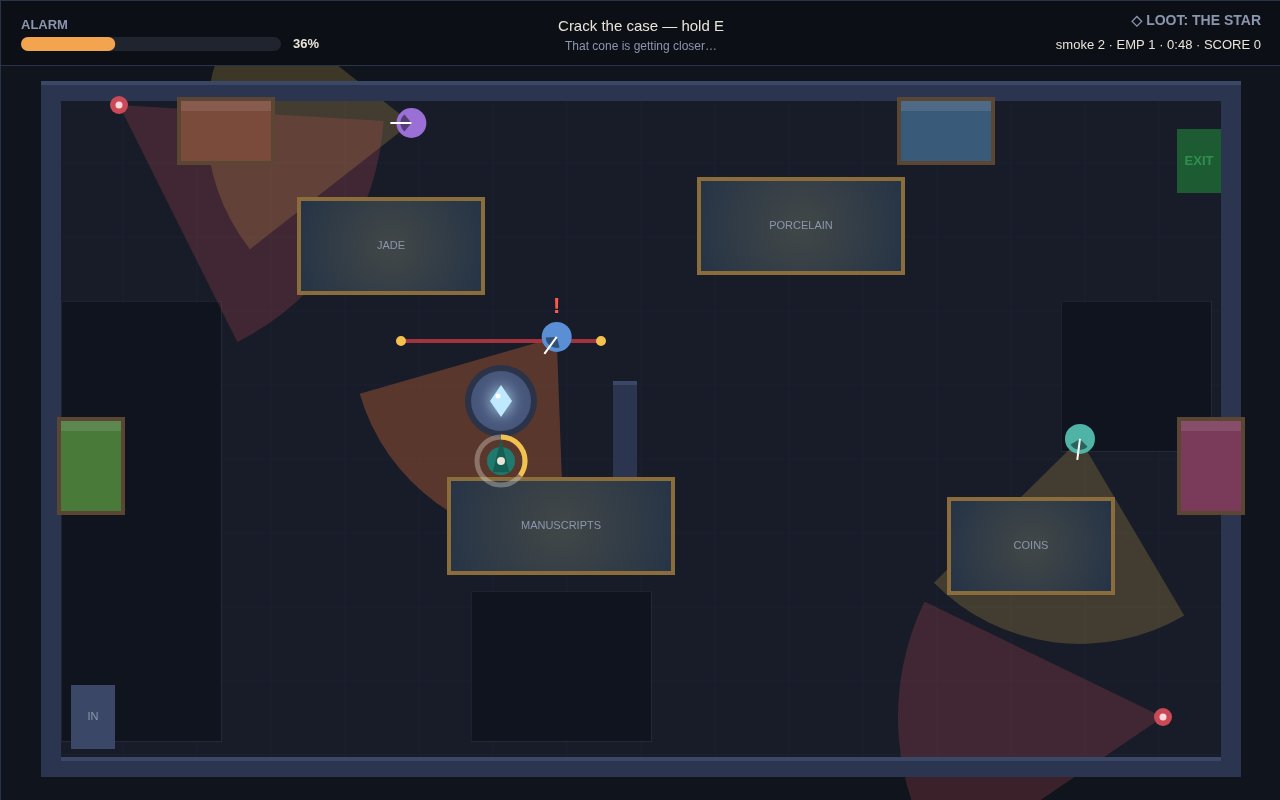 ALARM
36%
Crack the case — hold E
That cone is getting closer…
◇ LOOT: THE STAR
smoke 2 · EMP 1 · 0:48 · SCORE 0
EXIT
PORCELAIN
JADE
!
MANUSCRIPTS
COINS
IN